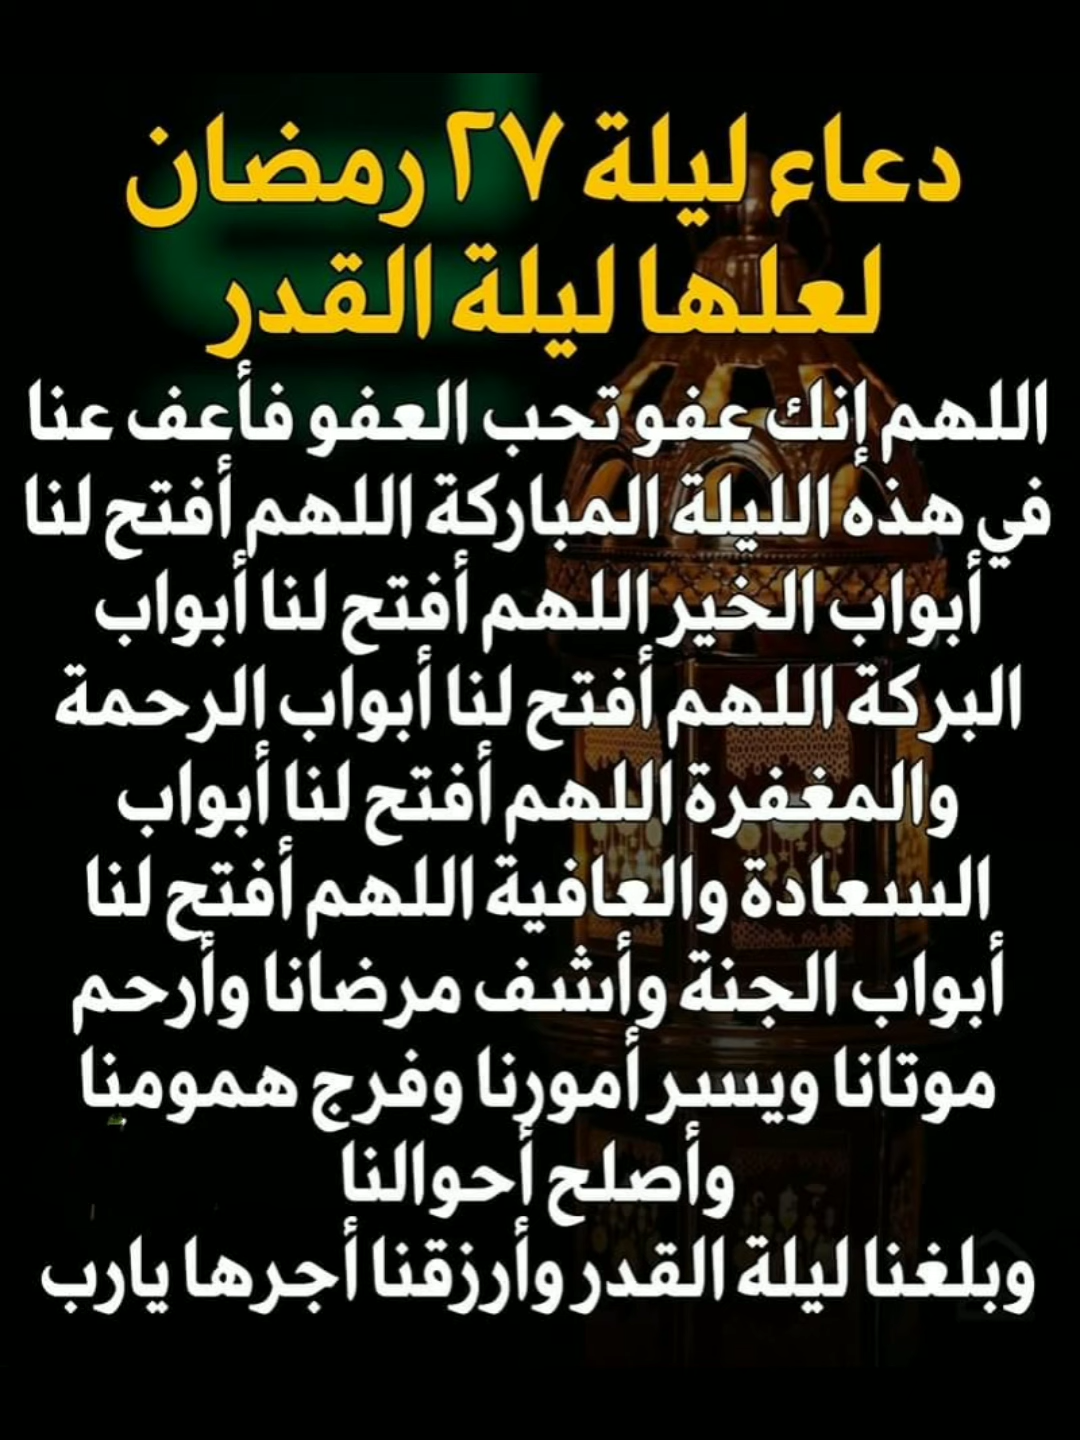 دعاء ليلة ٢٧ رمضان
لعلها ليلة القدر
اللهم إنك عفو تحب العفو فأعف عنا
في هذه الليلة المباركة اللهم أفتح لنا
أبواب الخير اللهم أفتح لنا أبواب
البركة اللهم أفتح لنا أبواب الرحمة
والمغفرة اللهم أفتح لنا أبواب
السعادة والعافية اللهم أفتح لنا
أبواب الجنة وأشف مرضانا وأرحم
موتانا ويسر أمورنا وفرج همومنا
وأصلح أحوالنا
وبلغنا ليلة القدر وأرزقنا أجرها يارب